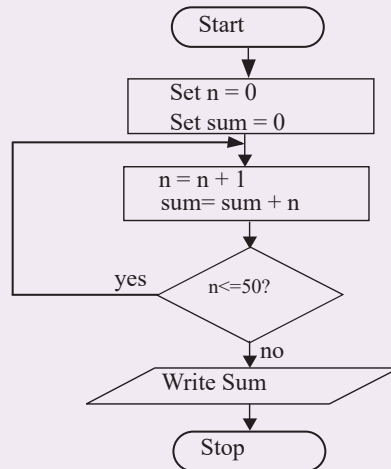 Start
Set n = 0
Set sum = 0
n = n + 1
sum= sum + n
yes
n<=50?
no
Write Sum
Stop